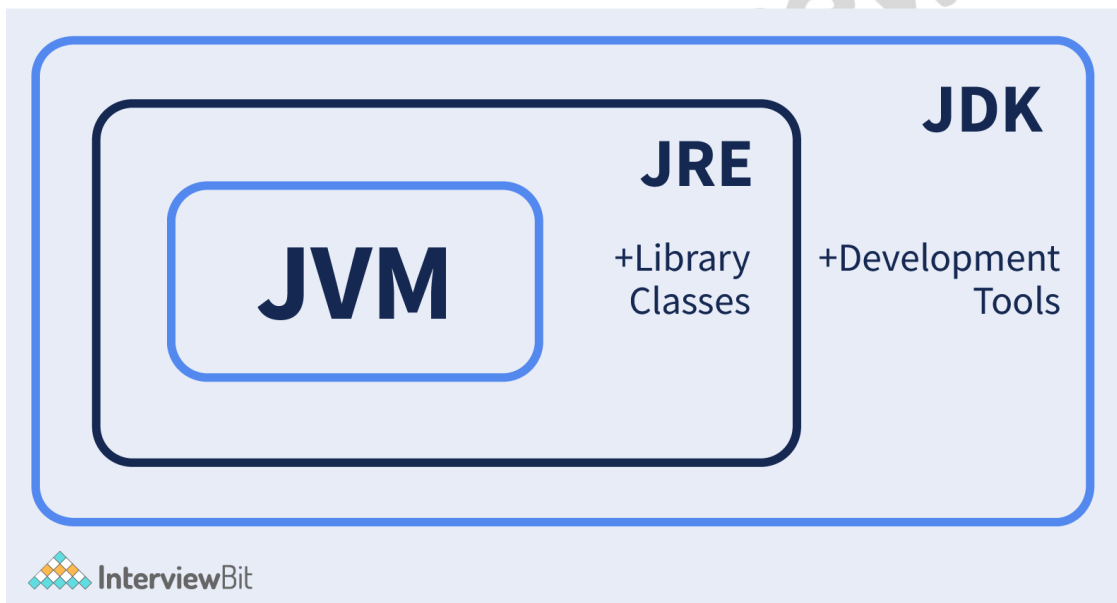 JDK
JRE
JVM
+Library
Classes
+Development
Tools
InterviewBit